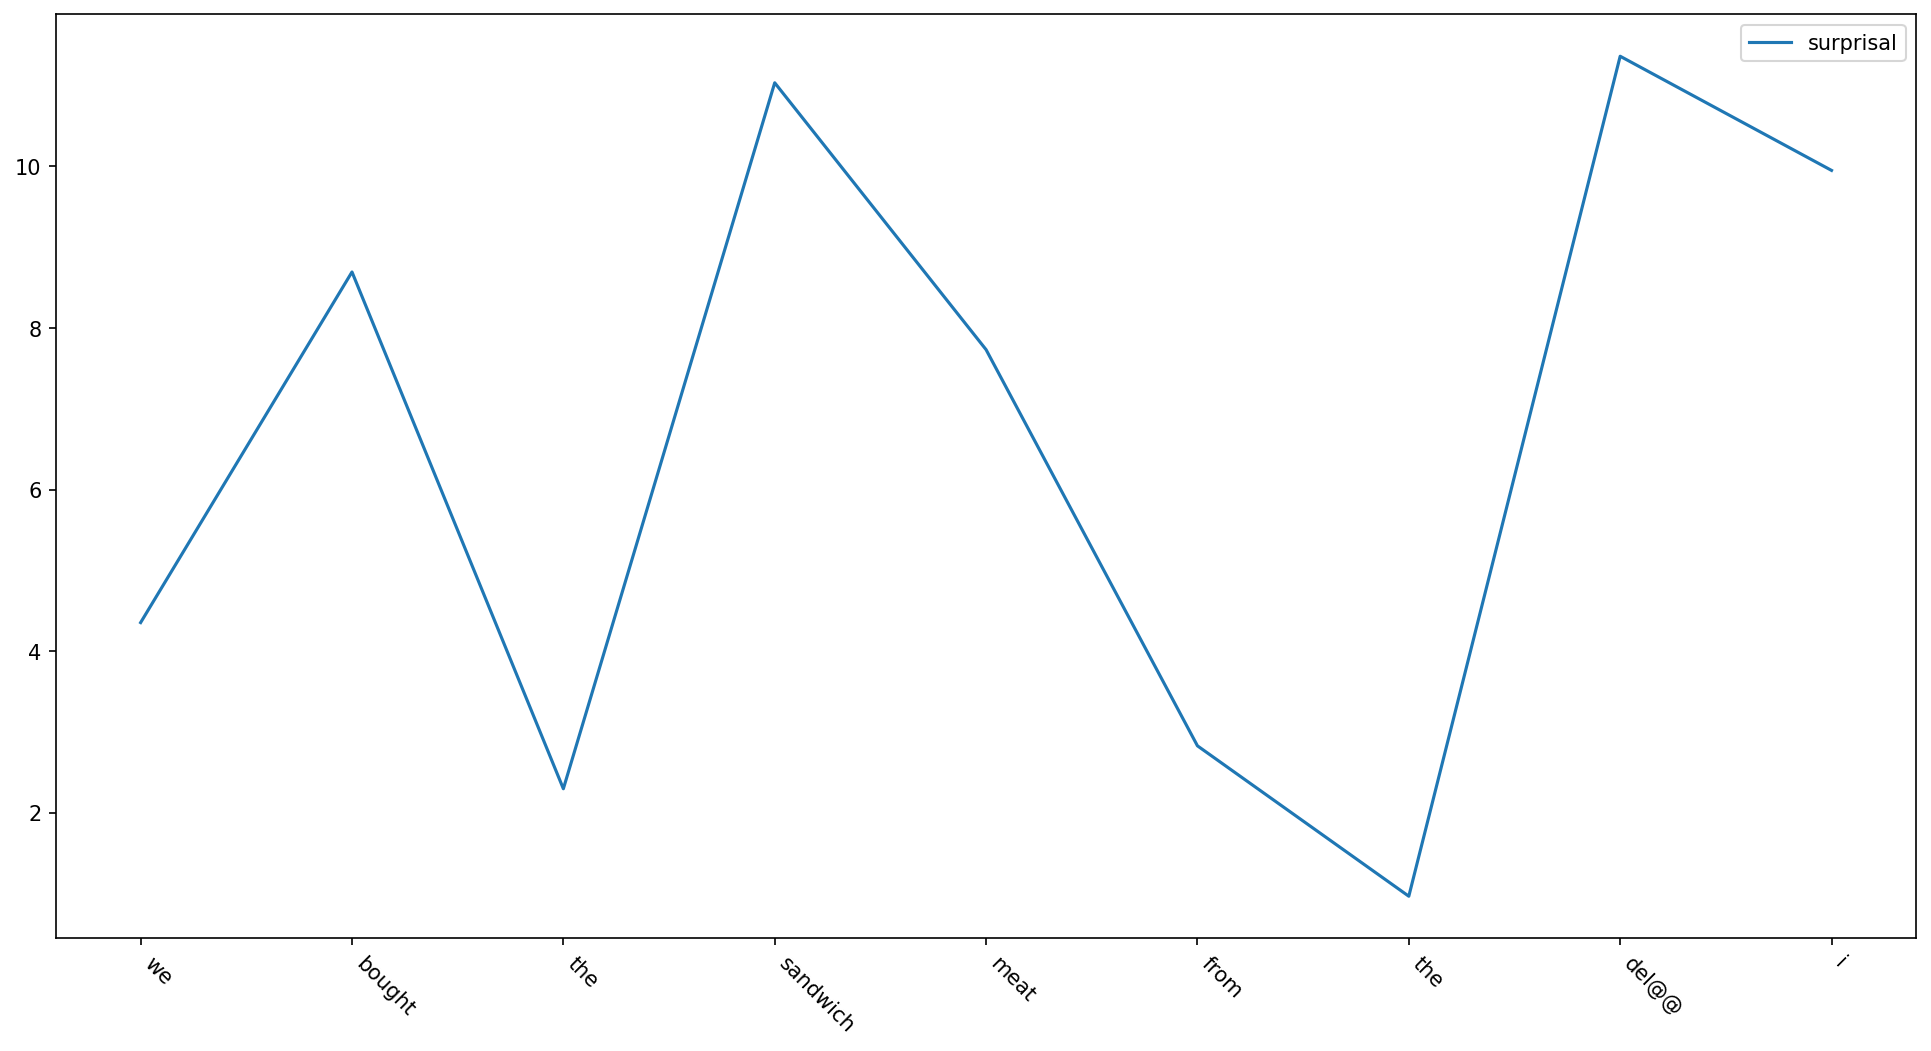 surprisal
10
8
6
4
2
we
bought
the
sandwich
meat
from
the
del@@
i